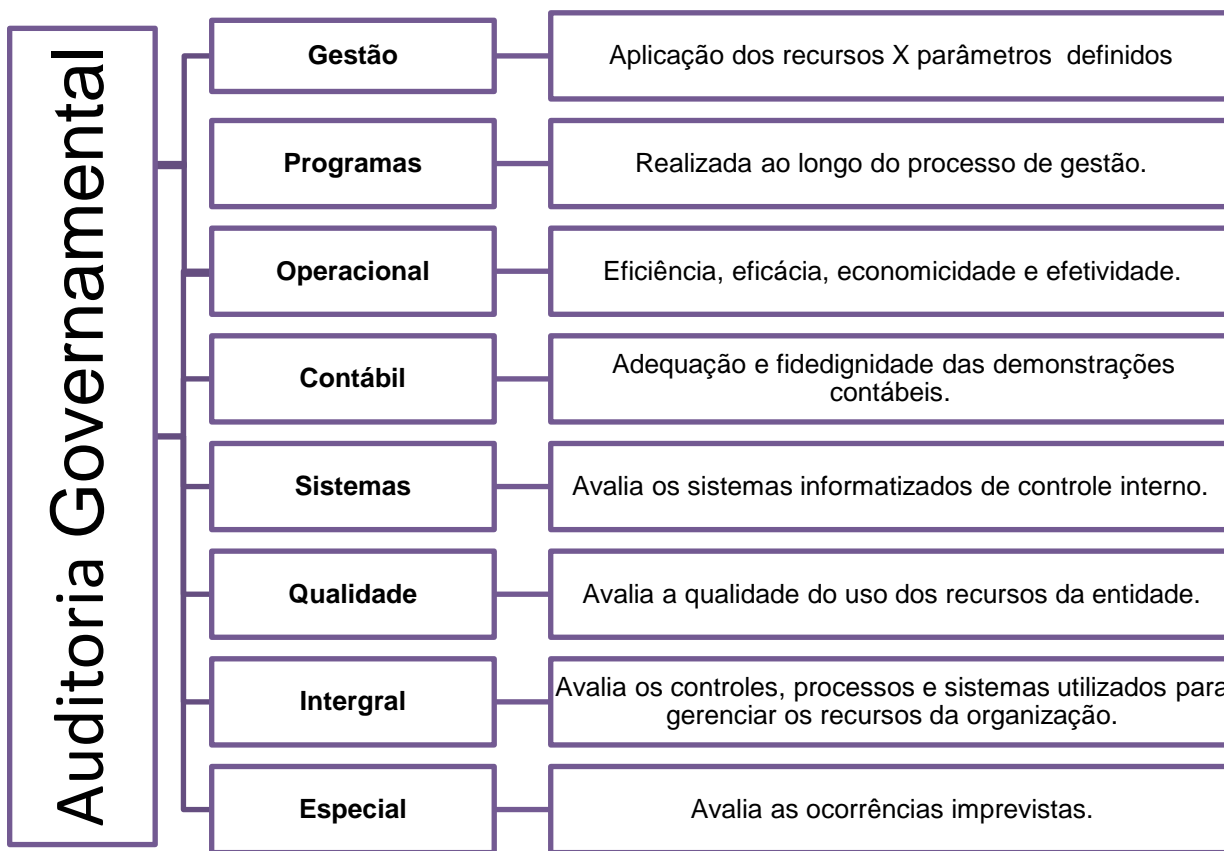 Auditoria Governamental
Gestão
Aplicação dos recursos X parâmetros definidos
Programas
Realizada ao longo do processo de gestão.
Operacional
Eficiência, eficácia, economicidade e efetividade.
Contábil
Adequação e fidedignidade das demonstrações
contábeis.
Sistemas
Avalia os sistemas informatizados de controle interno.
Qualidade
Avalia a qualidade do uso dos recursos da entidade.
Intergral
Avalia os controles, processos e sistemas utilizados para
gerenciar os recursos da organização.
Especial
Avalia as ocorrências imprevistas.